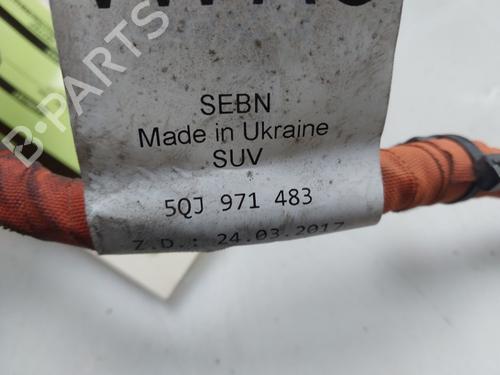 SEBN
Made in Ukraine
SUV
5QJ 971 483
Z.D.: 24.03.2017
B-PARTS